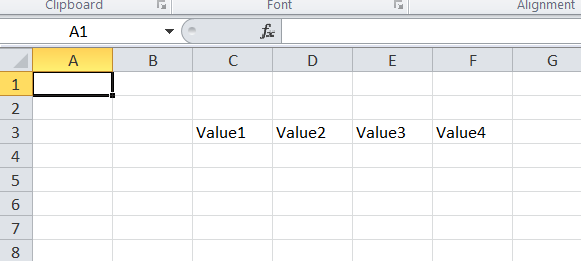 Clipboard Font Alignment
A1 fx
A B C D E F G
1
2
3 Value1 Value2 Value3 Value4
4
5
6
7
8